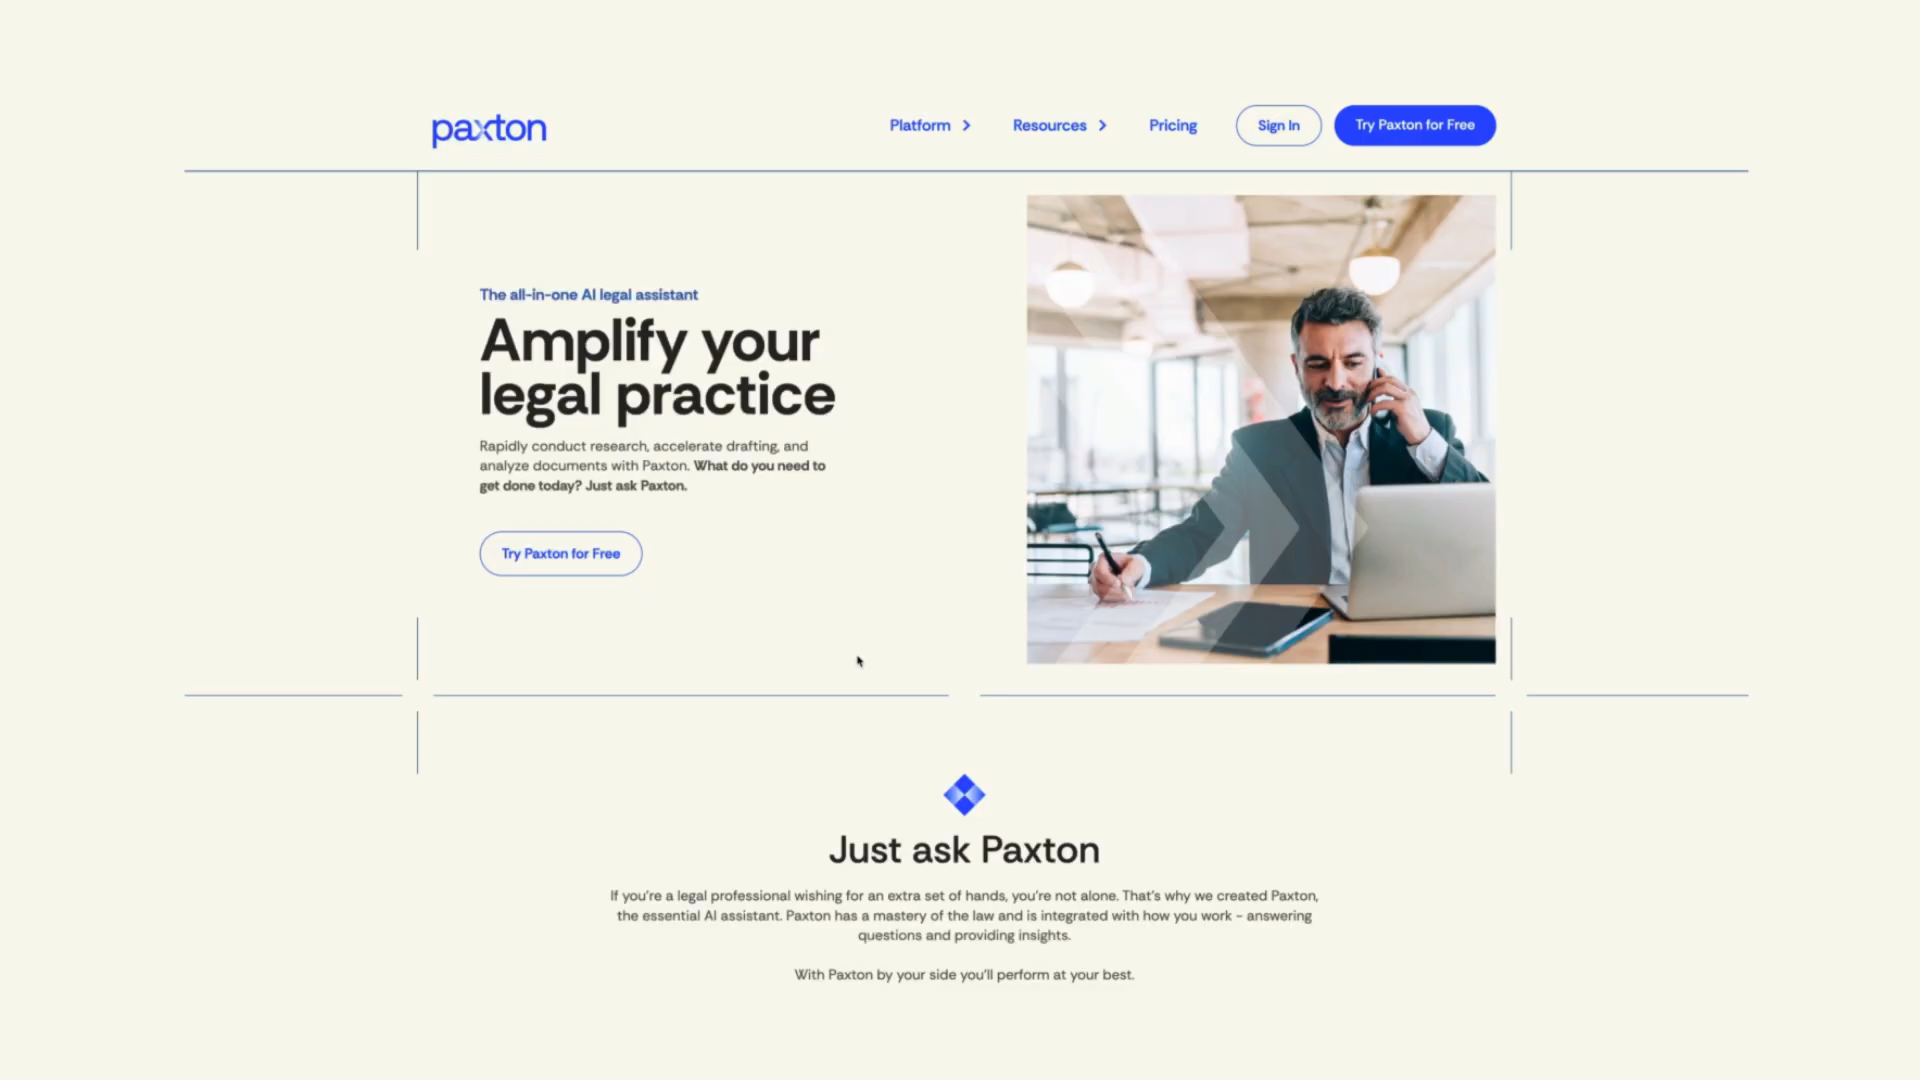 paxton
Platform
Resources
Pricing
Sign In
Try Paxton for Free
The all-in-one AI legal assistant
Amplify your
legal practice
Rapidly conduct research, accelerate drafting, and
analyze documents with Paxton. What do you need to
get done today? Just ask Paxton.
Try Paxton for Free
Just ask Paxton
If you're a legal professional wishing for an extra set of hands, you're not alone. That's why we created Paxton,
the essential AI assistant. Paxton has a mastery of the law and is integrated with how you work - answering
questions and providing insights.
With Paxton by your side you'll perform at your best.